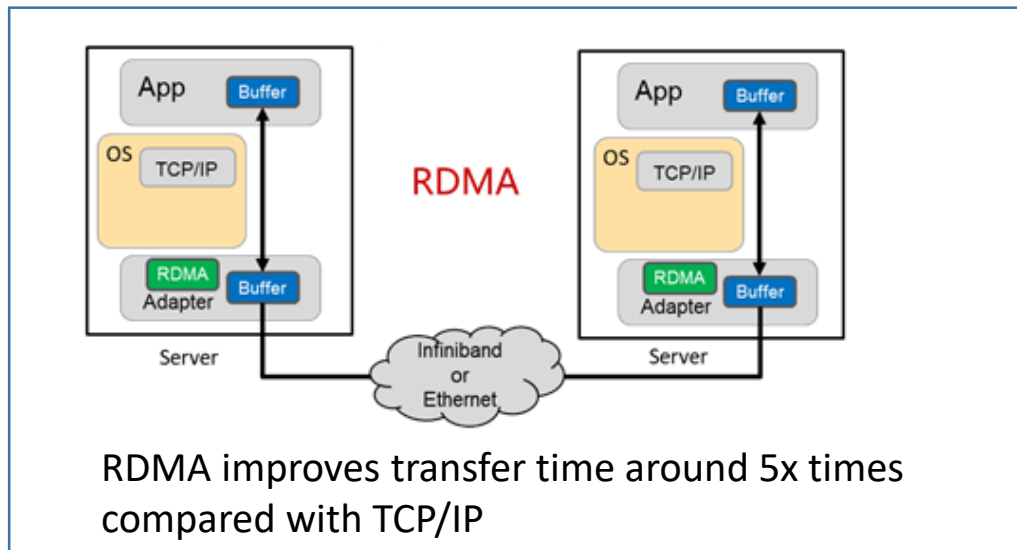 App
Buffer
OS
TCP/IP
RDMA
Adapter
Buffer
Server
RDMA
App
Buffer
OS
TCP/IP
RDMA
Adapter
Buffer
Server
Infiniband
or
Ethernet
RDMA improves transfer time around 5x times
compared with TCP/IP